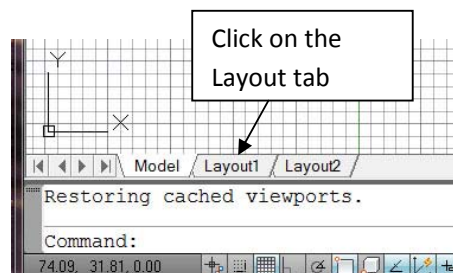 Click on the
Layout tab
Y
X
Model Layout1 Layout2
Restoring cached viewports.
Command:
74.09, 31.81, 0.00